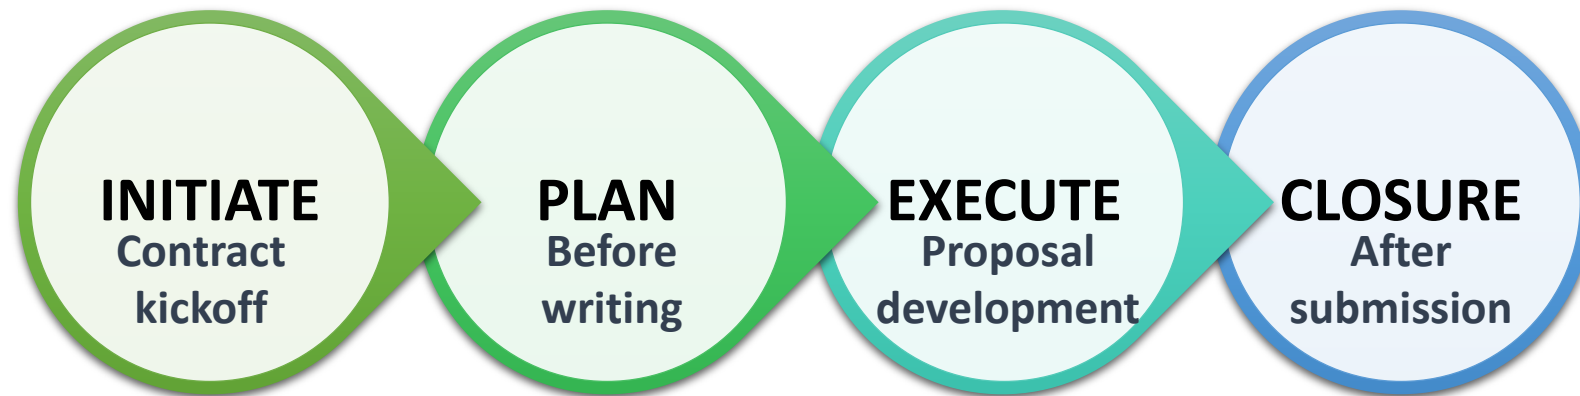 INITIATE
Contract
kickoff
PLAN
Before
writing
EXECUTE
Proposal
development
CLOSURE
After
submission